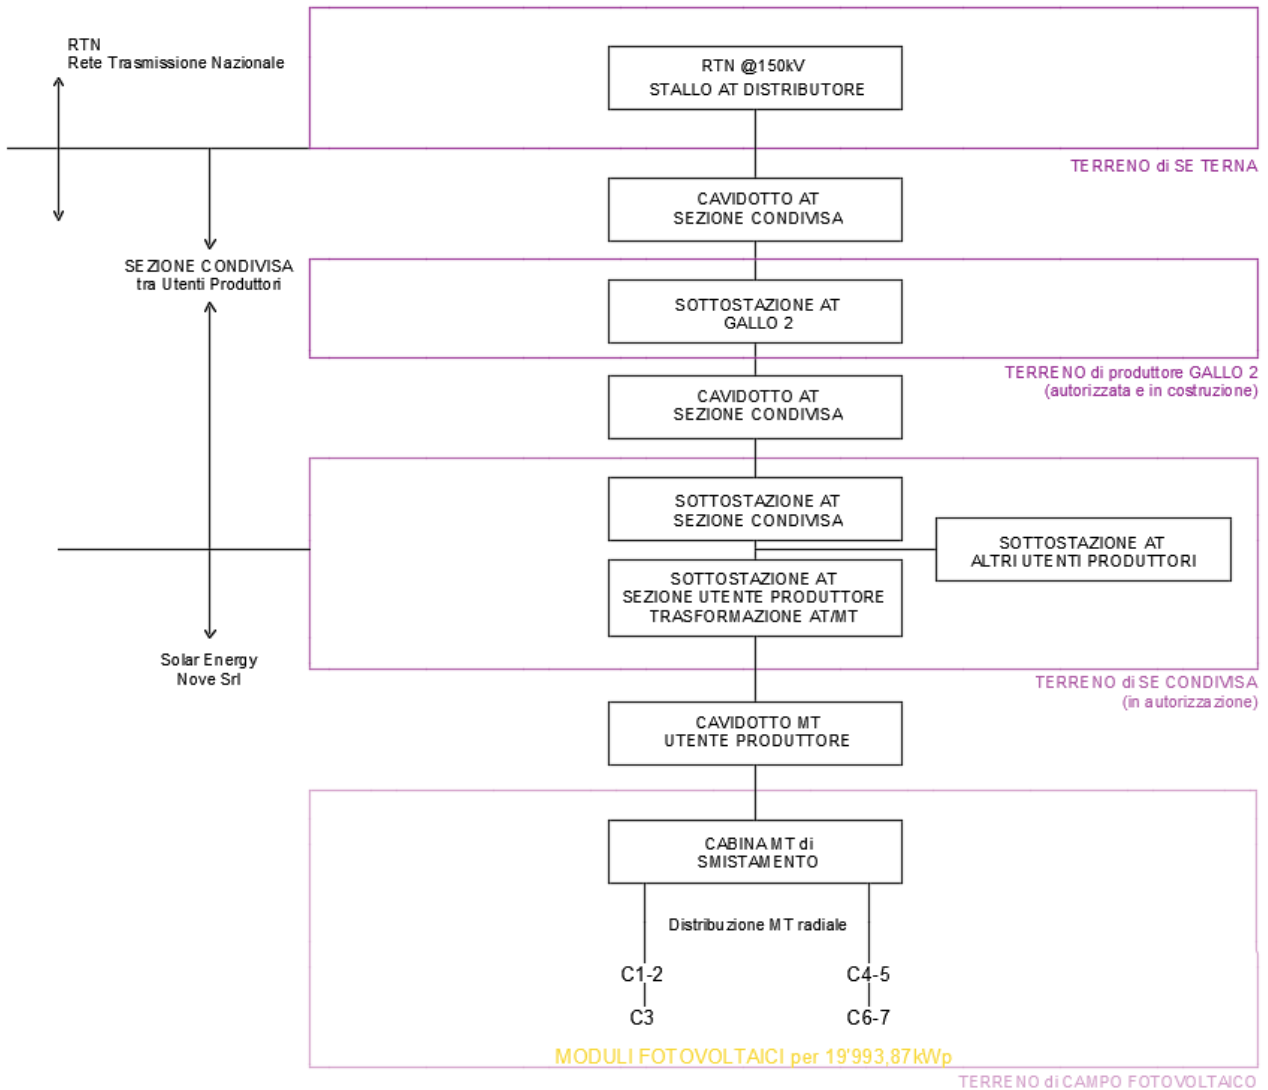 RTN
Rete Trasmissione Nazionale
RTN @150kV
STALLO AT DISTRIBUTORE
TERRENO di SE TERNA
CAVIDOTTO AT
SEZIONE CONDIVISA
SEZIONE CONDIVISA
tra Utenti Produttori
SOTTOSTAZIONE AT
GALLO 2
TERRENO di produttore GALLO 2
(autorizzata e in costruzione)
CAVIDOTTO AT
SEZIONE CONDIVISA
SOTTOSTAZIONE AT
SEZIONE CONDIVISA
SOTTOSTAZIONE AT
ALTRI UTENTI PRODUTTORI
SOTTOSTAZIONE AT
SEZIONE UTENTE PRODUTTORE
TRASFORMAZIONE AT/MT
Solar Energy
Nove Srl
TERRENO di SE CONDIVISA
(in autorizzazione)
CAVIDOTTO MT
UTENTE PRODUTTORE
CABINA MT di
SMISTAMENTO
Distribuzione MT radiale
C1-2
C4-5
C3
C6-7
MODULI FOTOVOLTAICI per 19'993,87kWp
TERRENO di CAMPO FOTOVOLTAICO